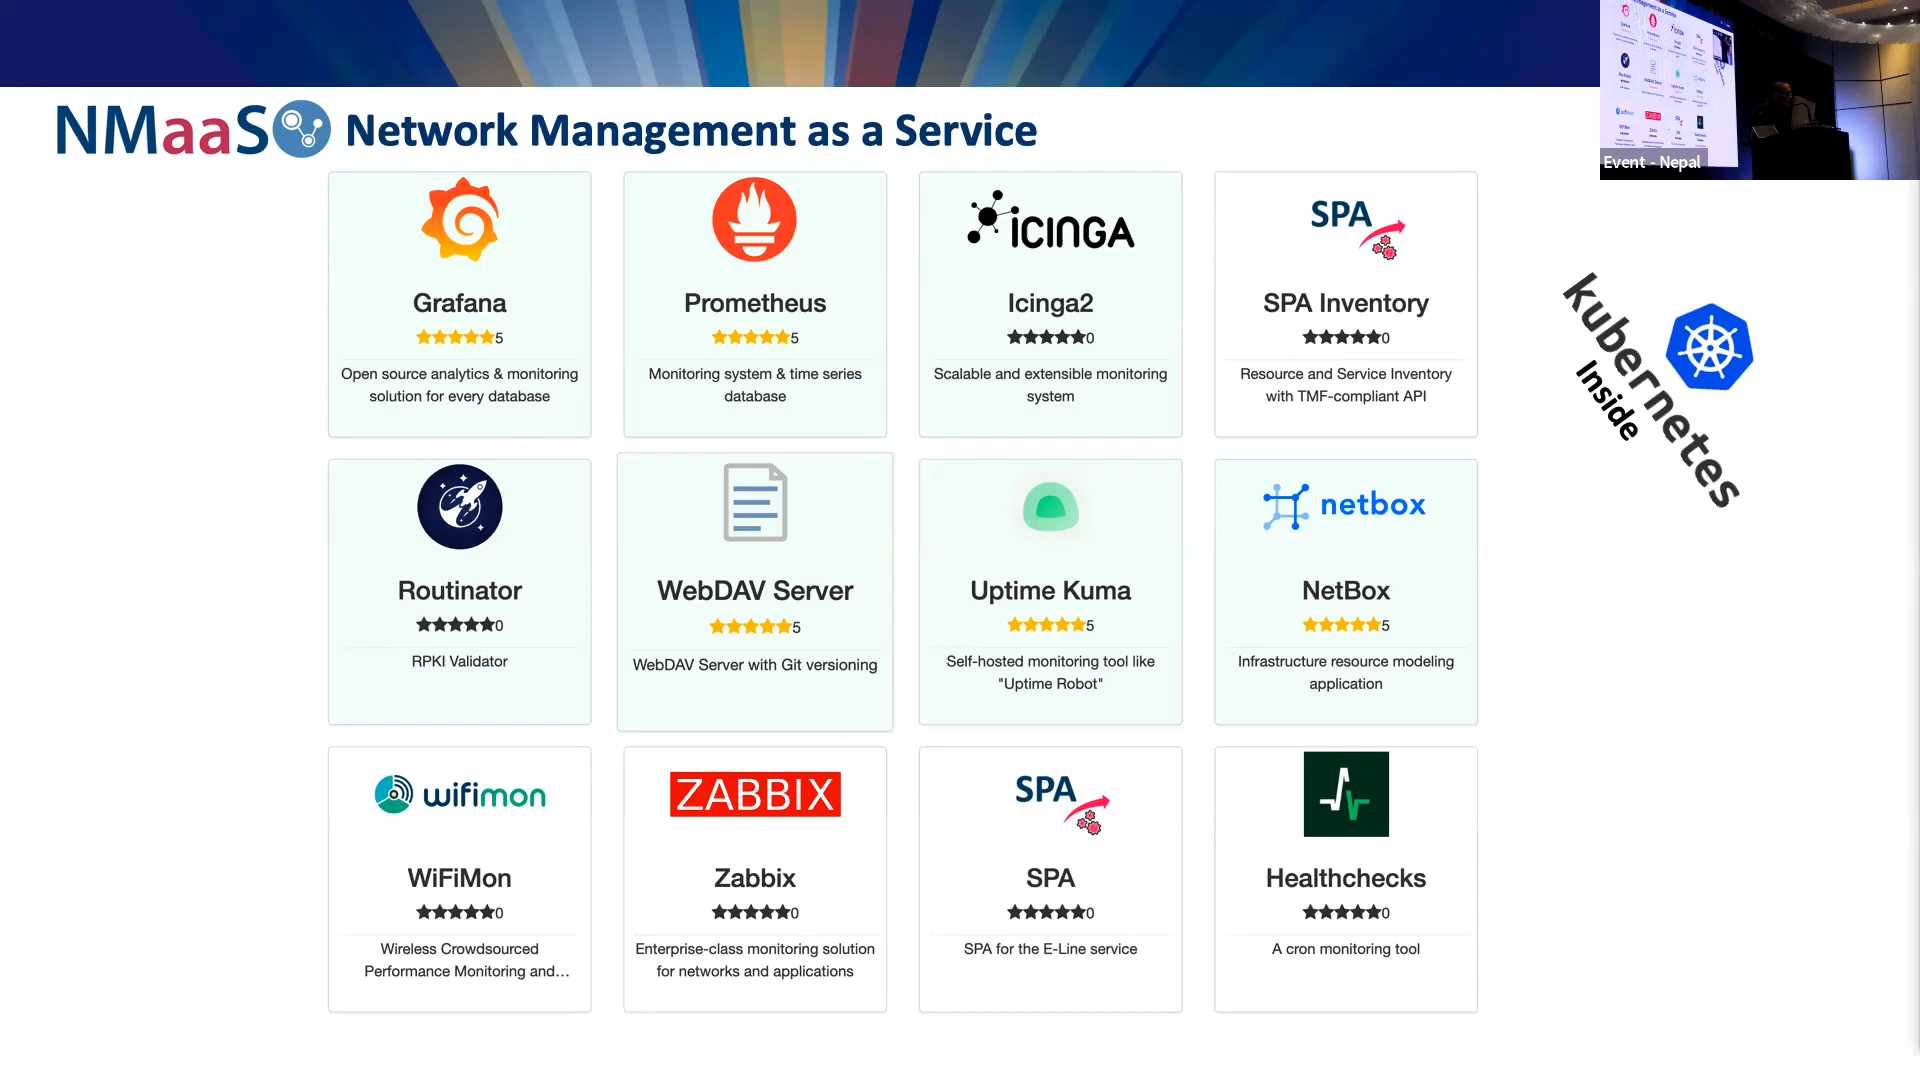 NMaaS Network Management as a Service
Event - Nepal
ICINGA
SPA
Grafana
5
Open source analytics & monitoring
solution for every database
Prometheus
5
Monitoring system & time series
database
Icinga2
0
Scalable and extensible monitoring
system
SPA Inventory
0
Resource and Service Inventory
with TMF-compliant API
kubernetes
Inside
Routinator
0
RPKI Validator
WebDAV Server
5
WebDAV Server with Git versioning
Uptime Kuma
5
Self-hosted monitoring tool like
"Uptime Robot"
netbox
NetBox
5
Infrastructure resource modeling
application
wifimon
WiFiMon
0
Wireless Crowdsourced
Performance Monitoring and…
ZABBIX
Zabbix
0
Enterprise-class monitoring solution
for networks and applications
SPA
SPA
0
SPA for the E-Line service
Healthchecks
0
A cron monitoring tool